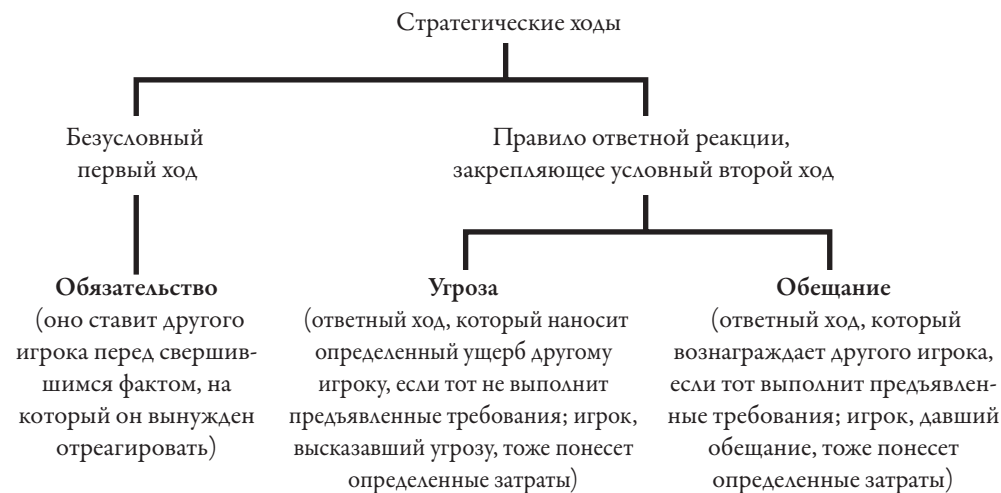 Стратегические ходы
Безусловный
первый ход
Правило ответной реакции,
закрепляющее условный второй ход
Обязательство
(оно ставит другого
игрока перед свершив-
шимся фактом, на
который он вынужден
отреагировать)
Угроза
(ответный ход, который наносит
определенный ущерб другому
игроку, если тот не выполнит
предъявленные требования; игрок,
высказавший угрозу, тоже понесет
определенные затраты)
Обещание
(ответный ход, который
вознаграждает другого игрока,
если тот выполнит предъявлен-
ные требования; игрок, давший
обещание, тоже понесет
определенные затраты)